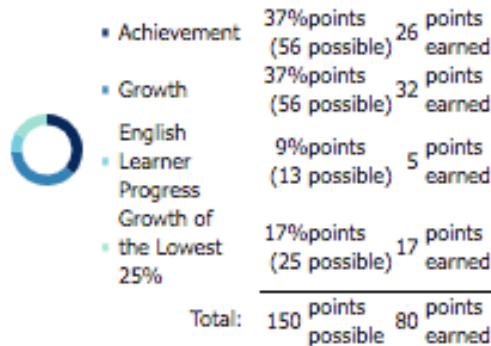 Achievement 37%points (56 possible) 26 points earned
Growth 37%points (56 possible) 32 points earned
English Learner Progress 9%points (13 possible) 5 points earned
Growth of the Lowest 25% 17%points (25 possible) 17 points earned
Total: 150 points possible 80 points earned